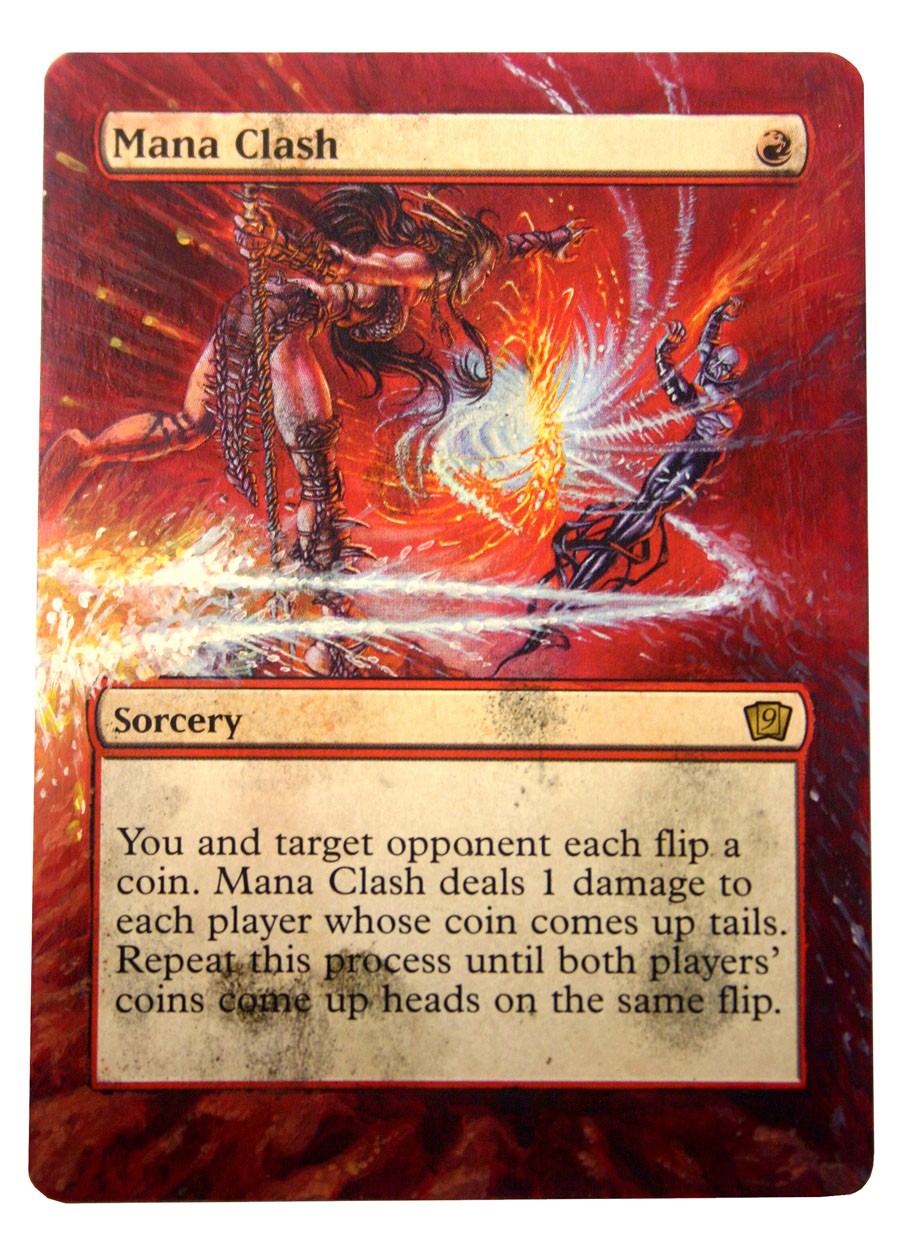 Mana Clash
Sorcery
9
You and target opponent each flip a
coin. Mana Clash deals 1 damage to
each player whose coin comes up tails.
Repeat this process until both players’
coins come up heads on the same flip.